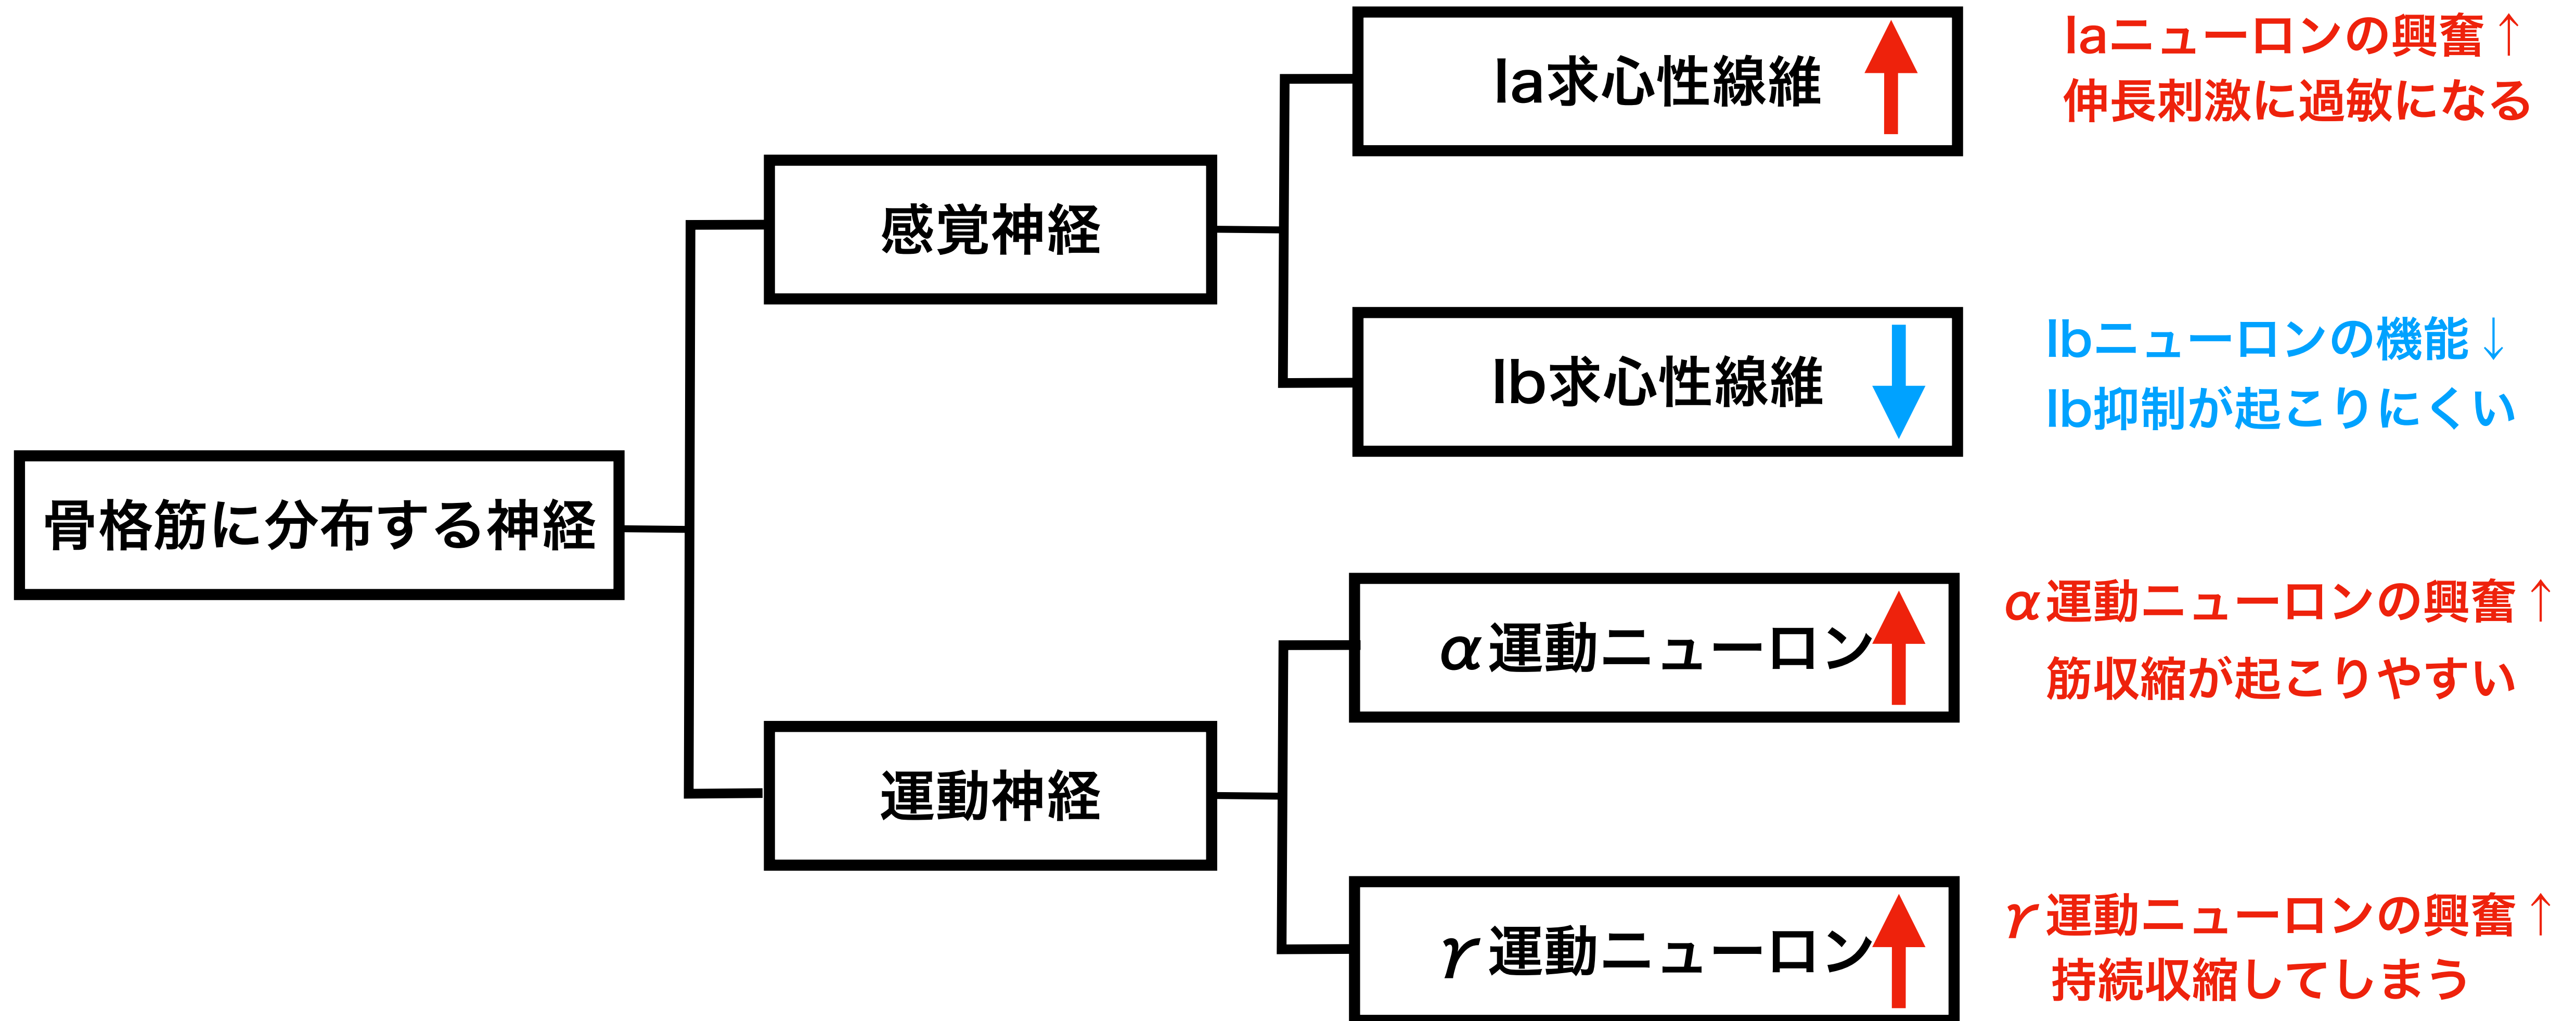 骨格筋に分布する神経
感覚神経
Ia求心性線維
Iaニューロンの興奮↑
伸長刺激に過敏になる
Ib求心性線維
Ibニューロンの機能↓
Ib抑制が起こりにくい
運動神経
α運動ニューロン
α運動ニューロンの興奮↑
筋収縮が起こりやすい
γ運動ニューロン
γ運動ニューロンの興奮↑
持続収縮してしまう